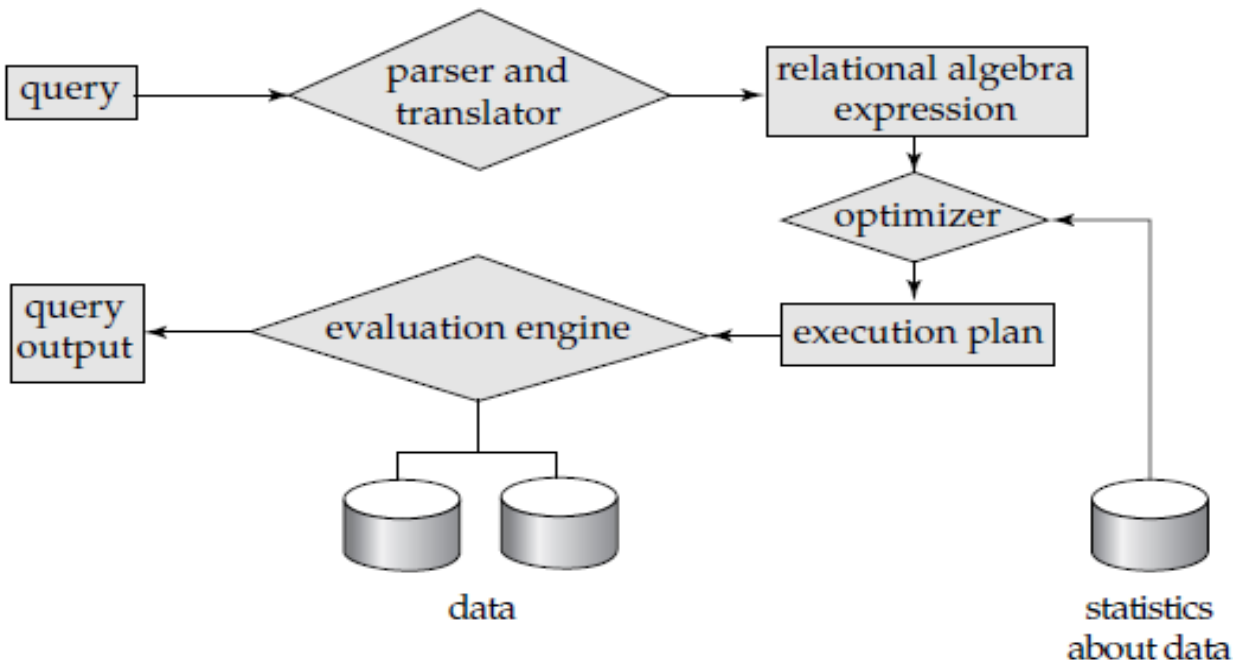 query
parser and
translator
relational algebra
expression
optimizer
query
output
evaluation engine
execution plan
data
statistics
about data